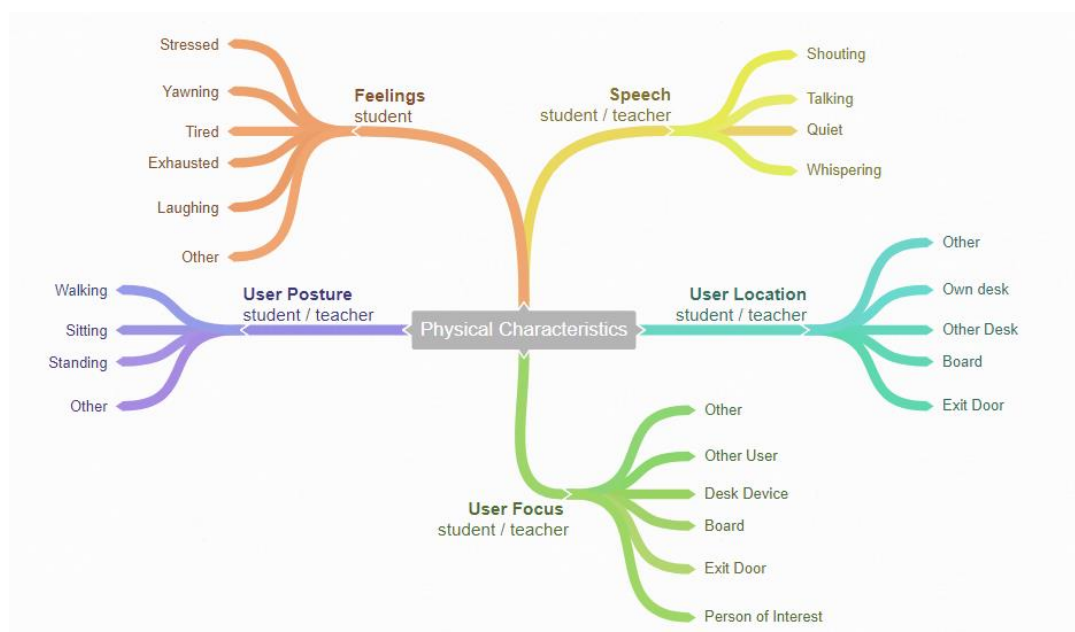 Physical Characteristics
Feelings
student
Stressed
Yawning
Tired
Exhausted
Laughing
Other
Speech
student / teacher
Shouting
Talking
Quiet
Whispering
User Posture
student / teacher
Walking
Sitting
Standing
Other
User Location
student / teacher
Other
Own desk
Other Desk
Board
Exit Door
User Focus
student / teacher
Other
Other User
Desk Device
Board
Exit Door
Person of Interest